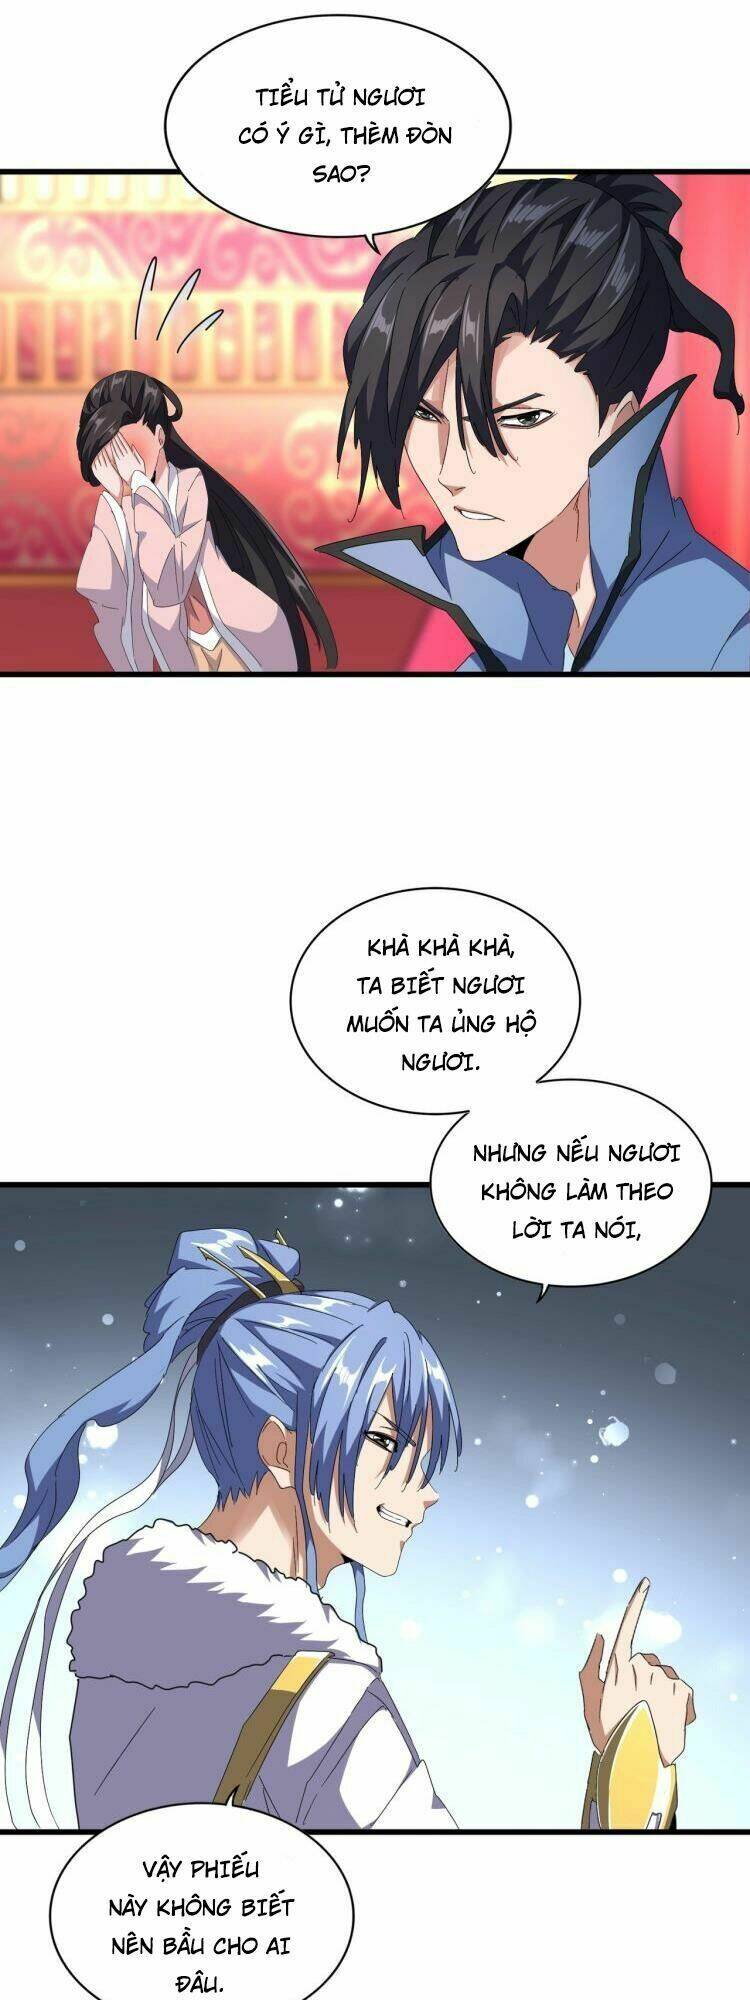 TIỂU TỬ NGƯƠI
CÓ Ý GÌ, THÈM ĐÒN
SAO?
KHÀ KHÀ KHÀ,
TA BIẾT NGƯƠI
MUỐN TA ỦNG HỘ
NGƯƠI.
NHƯNG NẾU NGƯƠI
KHÔNG LÀM THEO
LỜI TA NÓI,
VẬY PHIẾU
NÀY KHÔNG BIẾT
NÊN BẦU CHO AI
ĐÂU.